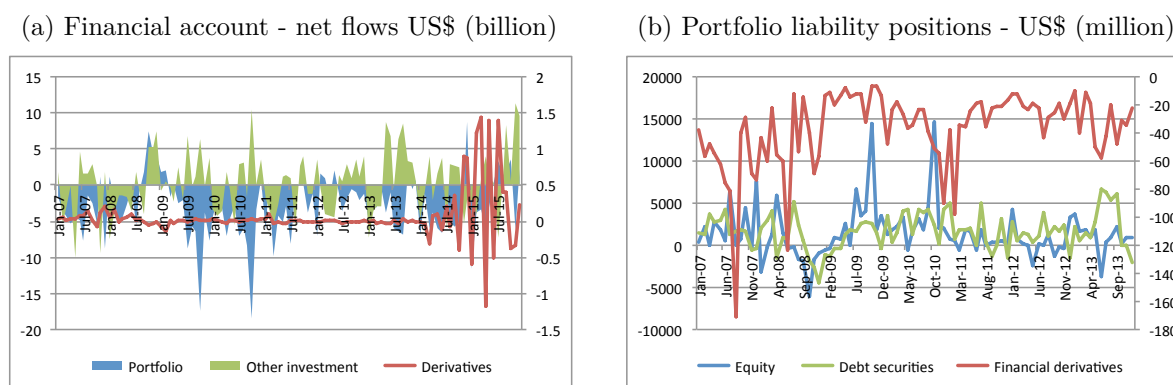 (a) Financial account - net flows US$ (billion)
15
10
5
0
-5
-10
-15
-20
2
1.5
1
0.5
0
-0.5
-1
-1.5
Jan-07
Jul-07
Jan-08
Jul-08
Jan-09
Jul-09
Jan-10
Jul-10
Jan-11
Jul-11
Jan-12
Jul-12
Jan-13
Jul-13
Jan-14
Jul-14
Jan-15
Jul-15
Portfolio
Other investment
Derivatives
(b) Portfolio liability positions - US$ (million)
20000
15000
10000
5000
0
-5000
-10000
0
-20
-40
-60
-80
-100
-120
-140
-160
-180
Jan-07
Jun-07
Nov-07
Apr-08
Sep-08
Feb-09
Jul-09
Dec-09
May-10
Oct-10
Mar-11
Aug-11
Jan-12
Jun-12
Nov-12
Apr-13
Sep-13
Equity
Debt securities
Financial derivatives